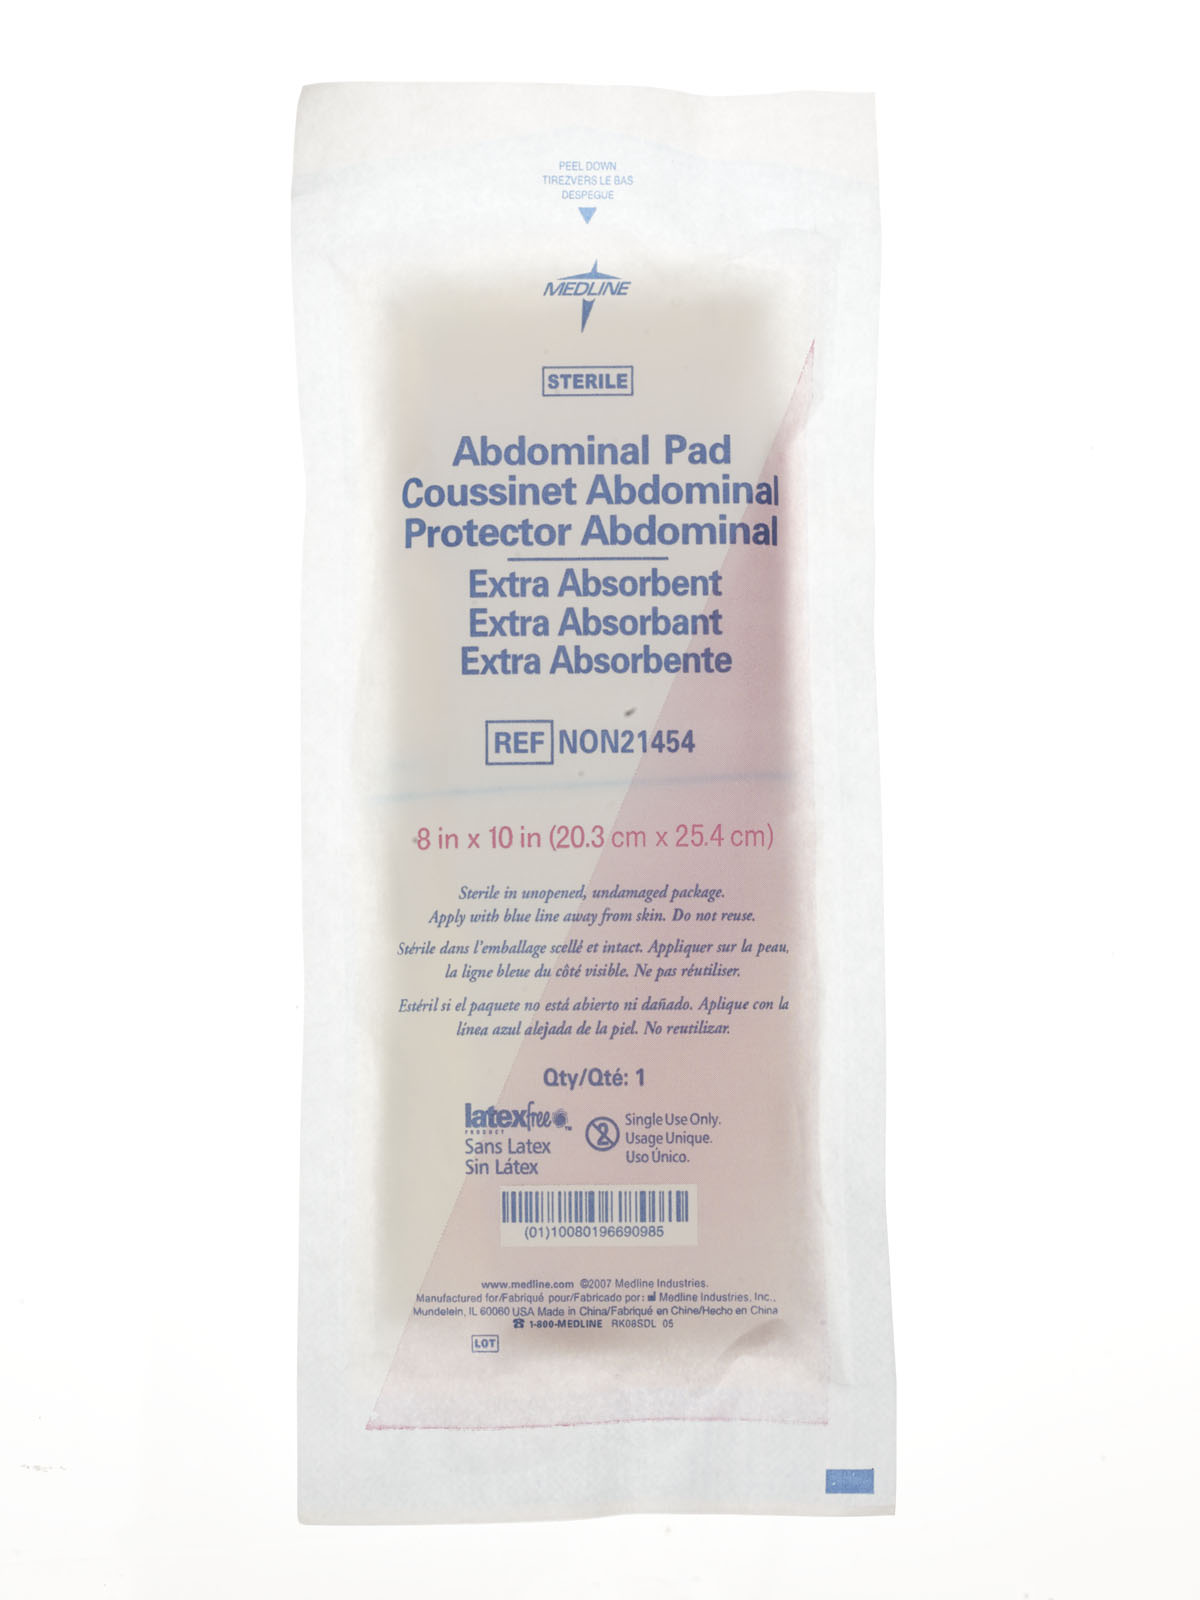 PEEL DOWN
TIREZVERS LE BAS
DESPEGUE
MEDLINE
STERILE
Abdominal Pad
Coussinet Abdominal
Protector Abdominal
Extra Absorbent
Extra Absorbant
Extra Absorbente
REF NON21454
8 in x 10 in (20.3 cm x 25.4 cm)
Sterile in unopened, undamaged package.
Apply with blue line away from skin. Do not reuse.
Stérile dans l'emballage scellé et intact. Appliquer sur la peau,
la ligne bleue du côté visible. Ne pas réutiliser.
Estéril si el paquete no está abierto ni dañado. Aplique con la
línea azul alejada de la piel. No reutilizar.
Qty/Qté: 1
latexfree™
PRODUCT
Sans Latex
Sin Látex
2
Single Use Only.
Usage Unique.
Uso Único.
(01)10080196690985
www.medline.com ©2007 Medline Industries.
Manufactured for/Fabriqué pour/Fabricado por: Medline Industries, Inc.,
Mundelein, IL 60060 USA Made in China/Fabriqué en Chine/Hecho en China
☎ 1-800-MEDLINE RK08SDL 05
LOT